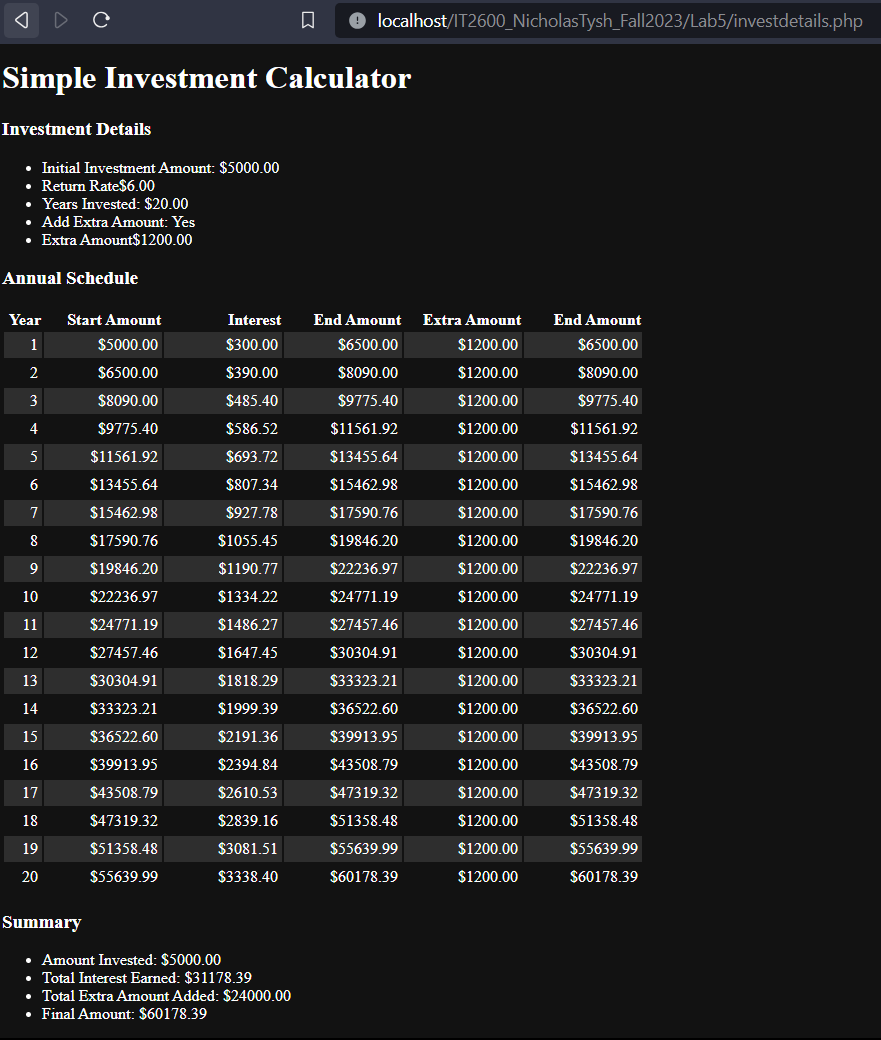 localhost/IT2600_NicholasTysh_Fall2023/Lab5/investdetails.php
Simple Investment Calculator
Investment Details
Initial Investment Amount: $5000.00
Return Rate$6.00
Years Invested: $20.00
Add Extra Amount: Yes
Extra Amount$1200.00
Annual Schedule
Year Start Amount Interest End Amount Extra Amount End Amount
1 $5000.00 $300.00 $6500.00 $1200.00 $6500.00
2 $6500.00 $390.00 $8090.00 $1200.00 $8090.00
3 $8090.00 $485.40 $9775.40 $1200.00 $9775.40
4 $9775.40 $586.52 $11561.92 $1200.00 $11561.92
5 $11561.92 $693.72 $13455.64 $1200.00 $13455.64
6 $13455.64 $807.34 $15462.98 $1200.00 $15462.98
7 $15462.98 $927.78 $17590.76 $1200.00 $17590.76
8 $17590.76 $1055.45 $19846.20 $1200.00 $19846.20
9 $19846.20 $1190.77 $22236.97 $1200.00 $22236.97
10 $22236.97 $1334.22 $24771.19 $1200.00 $24771.19
11 $24771.19 $1486.27 $27457.46 $1200.00 $27457.46
12 $27457.46 $1647.45 $30304.91 $1200.00 $30304.91
13 $30304.91 $1818.29 $33323.21 $1200.00 $33323.21
14 $33323.21 $1999.39 $36522.60 $1200.00 $36522.60
15 $36522.60 $2191.36 $39913.95 $1200.00 $39913.95
16 $39913.95 $2394.84 $43508.79 $1200.00 $43508.79
17 $43508.79 $2610.53 $47319.32 $1200.00 $47319.32
18 $47319.32 $2839.16 $51358.48 $1200.00 $51358.48
19 $51358.48 $3081.51 $55639.99 $1200.00 $55639.99
20 $55639.99 $3338.40 $60178.39 $1200.00 $60178.39
Summary
Amount Invested: $5000.00
Total Interest Earned: $31178.39
Total Extra Amount Added: $24000.00
Final Amount: $60178.39